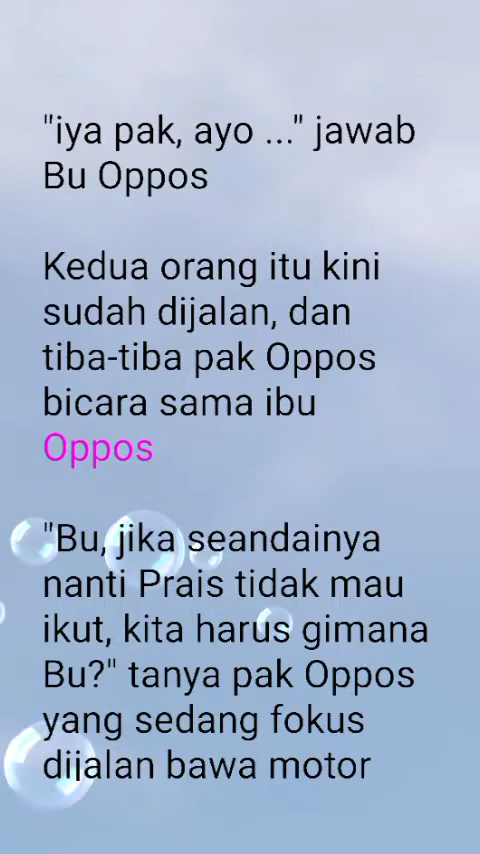 "iya pak, ayo ..." jawab
Bu Oppos
Kedua orang itu kini
sudah dijalan, dan
tiba-tiba pak Oppos
bicara sama ibu
Oppos
"Bu, jika seandainya
nanti Prais tidak mau
ikut, kita harus gimana
Bu?" tanya pak Oppos
yang sedang fokus
dijalan bawa motor